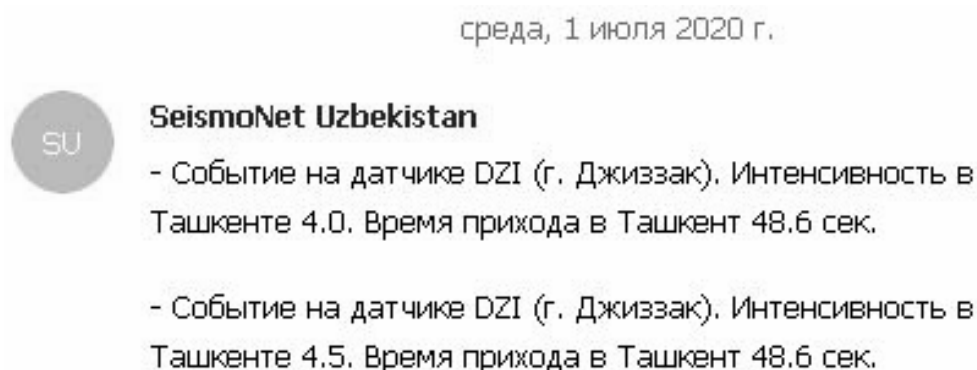 среда, 1 июля 2020 г.
SU
SeismoNet Uzbekistan
- Событие на датчике DZI (г. Джиззак). Интенсивность в
Ташкенте 4.0. Время прихода в Ташкент 48.6 сек.
- Событие на датчике DZI (г. Джиззак). Интенсивность в
Ташкенте 4.5. Время прихода в Ташкент 48.6 сек.